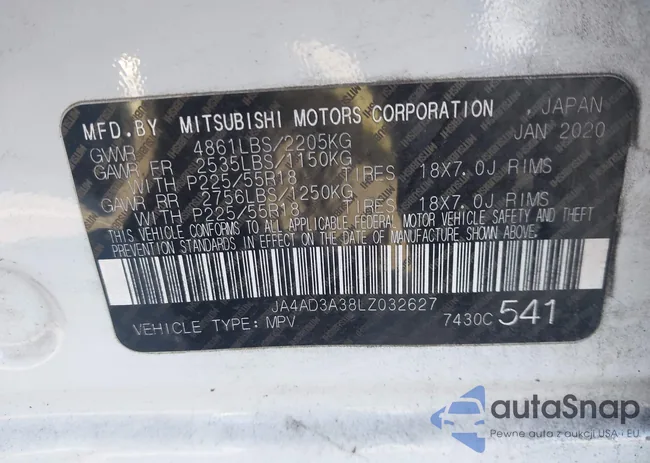 MFD.BY MITSUBISHI MOTORS CORPORATION . JAPAN
GVWR 4861LBS/2205KG JAN 2020
GAWR FR 2535LBS/1150KG
WITH P225/55R18 TIRES 18X7.0J RIMS
GAWR RR 2756LBS/1250KG
WITH P225/55R18 TIRES 18X7.0J RIMS
THIS VEHICLE CONFORMS TO ALL APPLICABLE FEDERAL MOTOR VEHICLE SAFETY AND THEFT
PREVENTION STANDARDS IN EFFECT ON THE DATE OF MANUFACTURE SHOWN ABOVE.
JA4AD3A38LZ032627
VEHICLE TYPE: MPV 7430C 541
autaSnap
Pewne auta z aukcji USA - EU